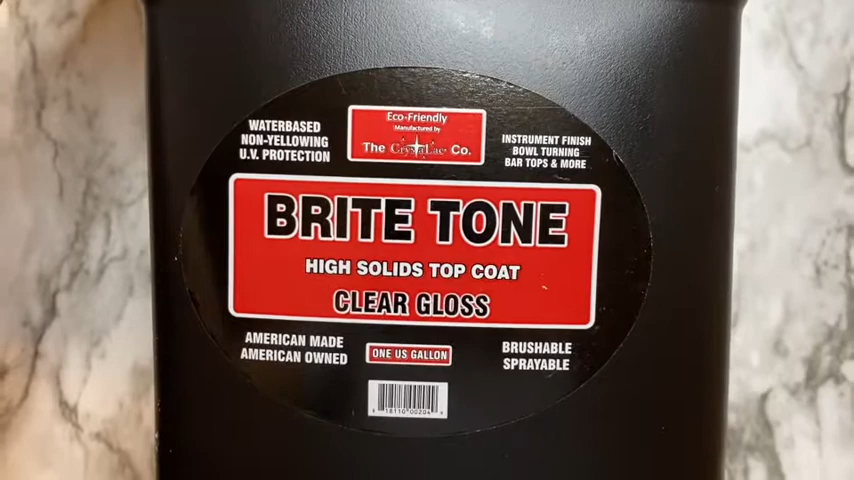 Eco-Friendly
Manufactured by
The CrystaLac Co.
WATERBASED
NON-YELLOWING
U.V. PROTECTION
INSTRUMENT FINISH
BOWL TURNING
BAR TOPS & MORE
BRITE TONE
HIGH SOLIDS TOP COAT
CLEAR GLOSS
AMERICAN MADE
AMERICAN OWNED
ONE US GALLON
BRUSHABLE
SPRAYABLE